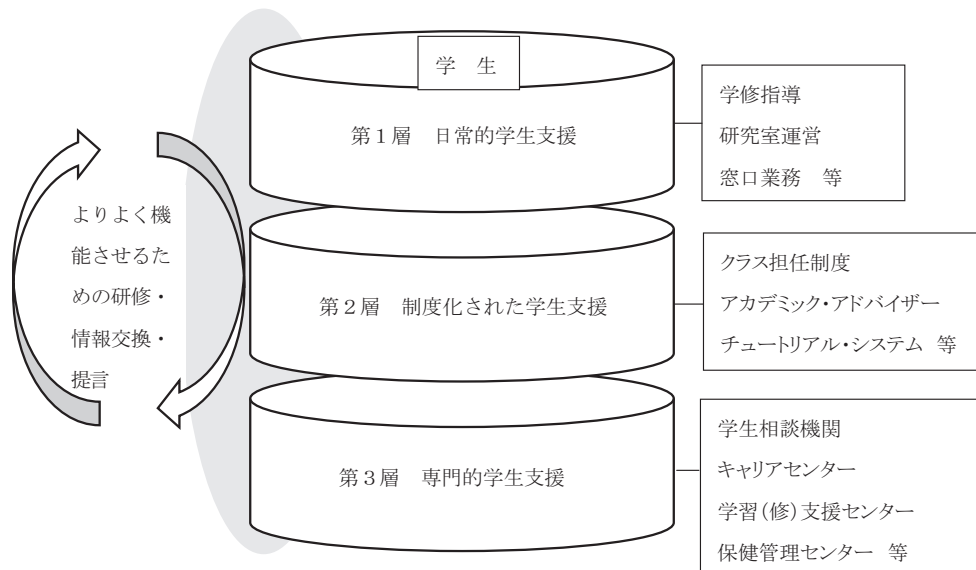 学　生
第１層　日常的学生支援
学修指導
研究室運営
窓口業務　等
よりよく機
能させるた
めの研修・
情報交換・
提言
第２層　制度化された学生支援
クラス担任制度
アカデミック・アドバイザー
チュートリアル・システム　等
第３層　専門的学生支援
学生相談機関
キャリアセンター
学習（修）支援センター
保健管理センター　等